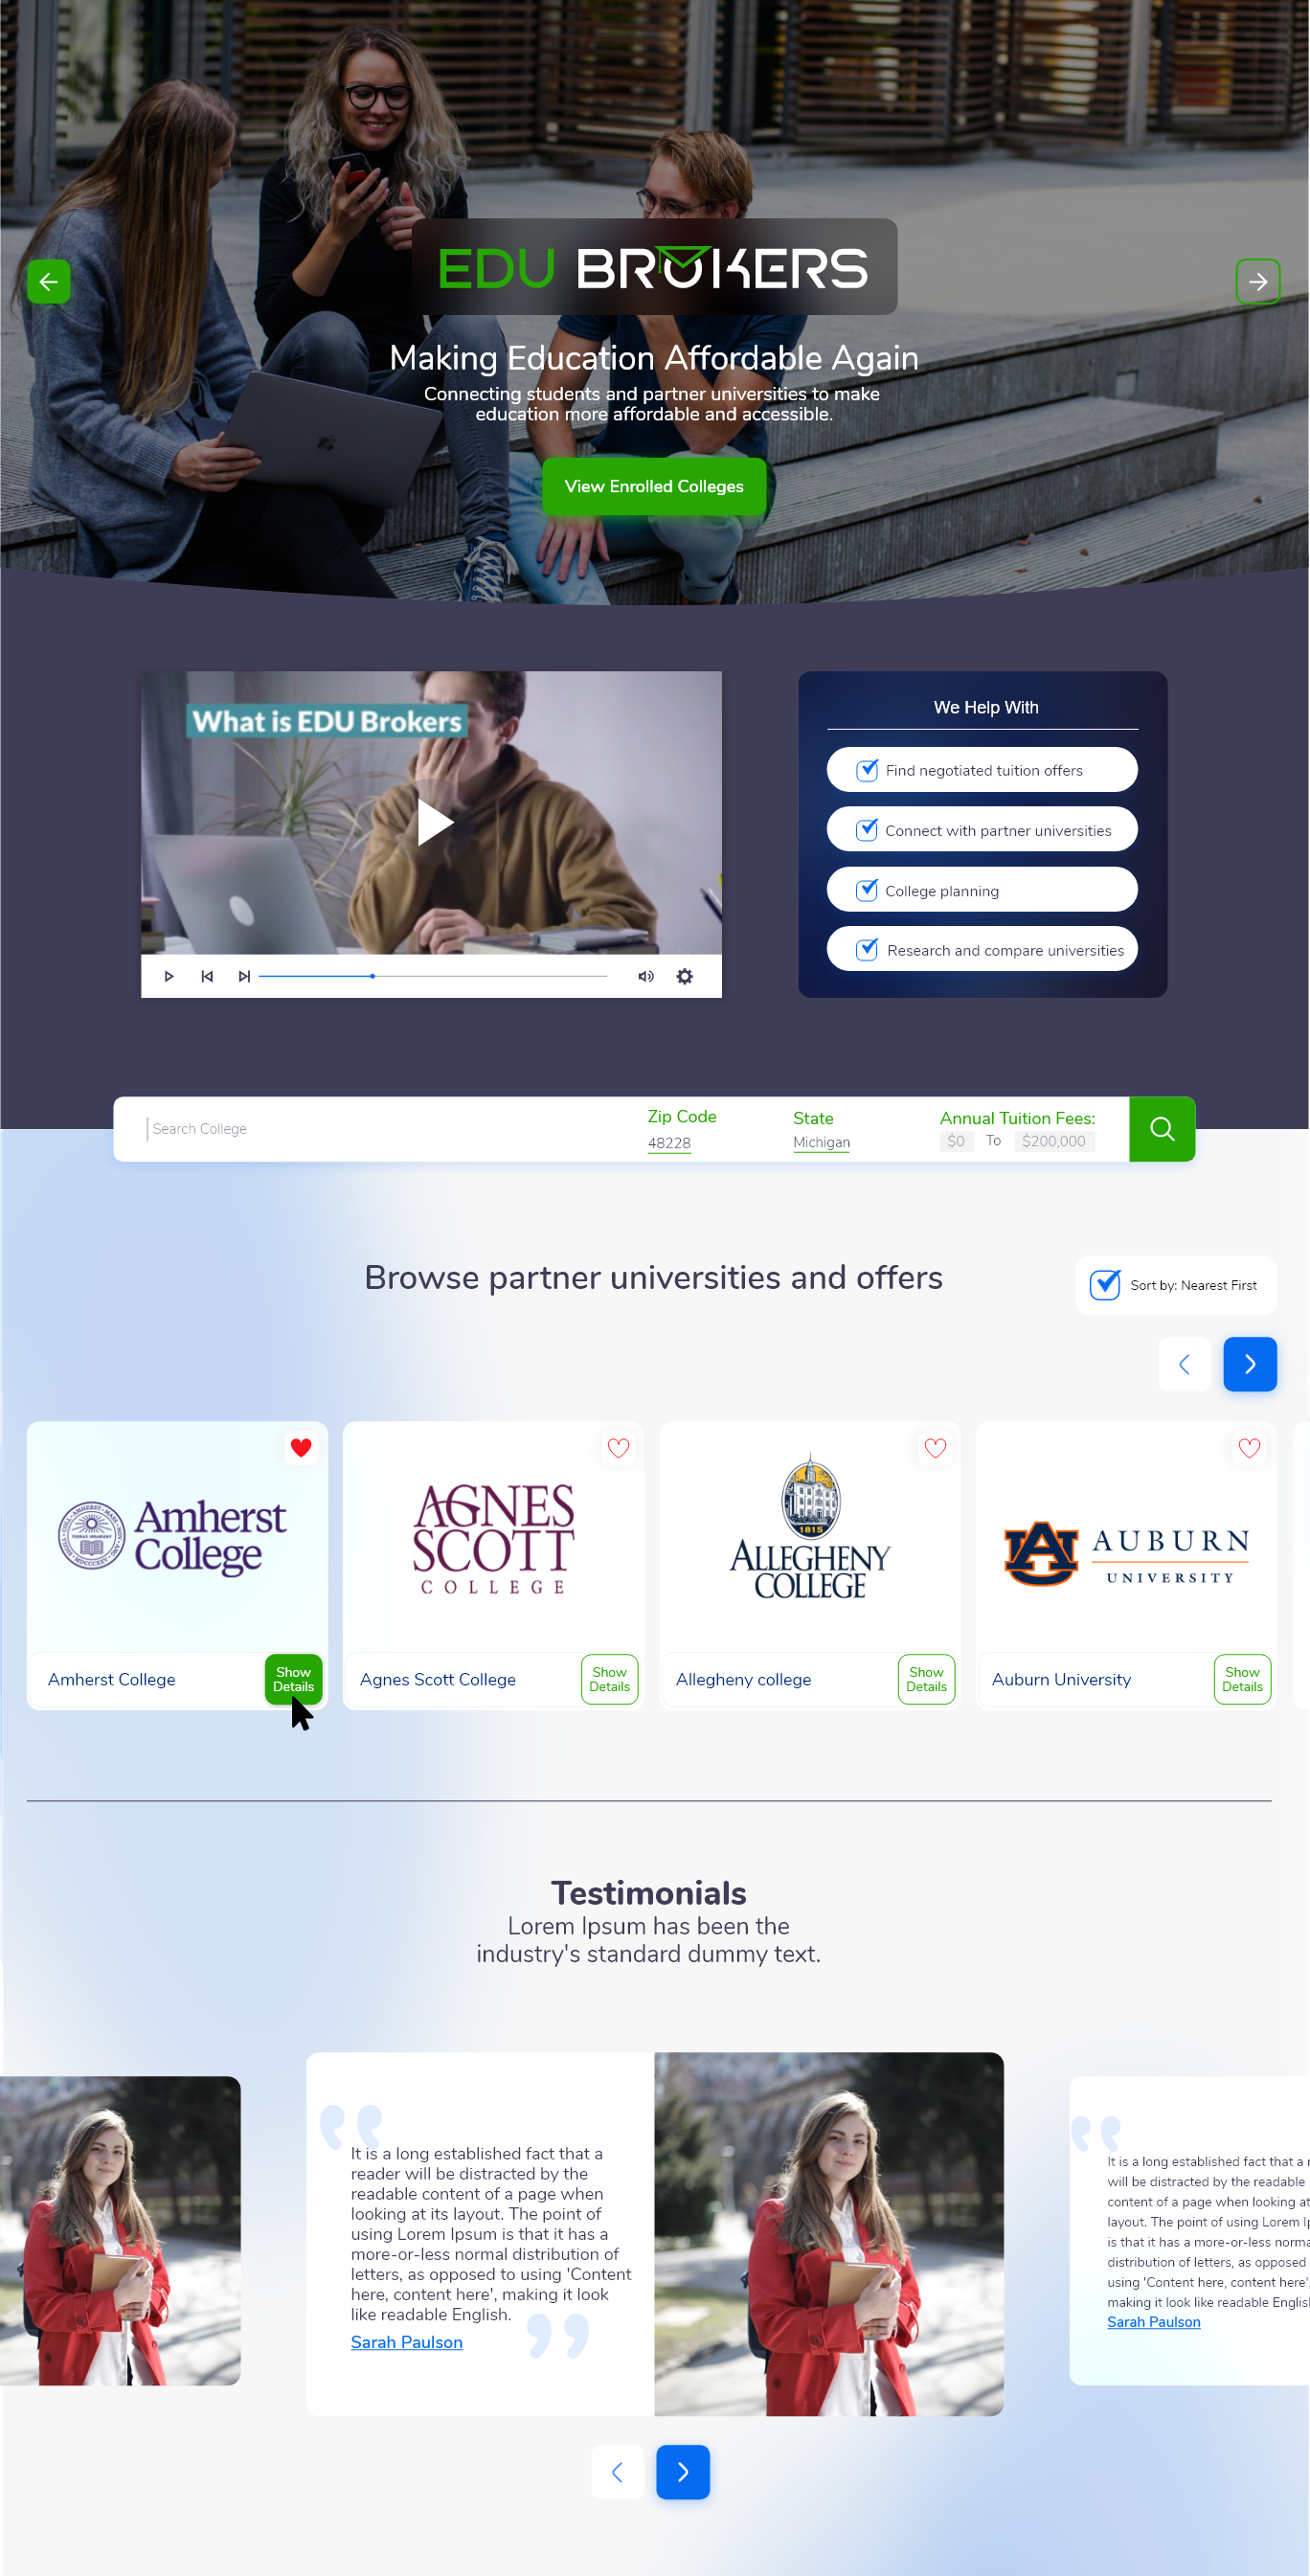 EDU BROKERS
Making Education Affordable Again
Connecting students and partner universities to make
education more affordable and accessible.
View Enrolled Colleges
What is EDU Brokers
We Help With
Find negotiated tuition offers
Connect with partner universities
College planning
Research and compare universities
Search College
Zip Code
48228
State
Michigan
Annual Tuition Fees:
$0 To $200,000
Browse partner universities and offers
Sort by: Nearest First
Amherst
College
AGNES
SCOTT
COLLEGE
1815
ALLEGHENY
COLLEGE
AUBURN
UNIVERSITY
Amherst College
Show
Details
Agnes Scott College
Show
Details
Allegheny college
Show
Details
Auburn University
Show
Details
Testimonials
Lorem Ipsum has been the
industry's standard dummy text.
It is a long established fact that a
reader will be distracted by the
readable content of a page when
looking at its layout. The point of
using Lorem Ipsum is that it has a
more-or-less normal distribution of
letters, as opposed to using 'Content
here, content here', making it look
like readable English.
Sarah Paulson
It is a long established fact that a
will be distracted by the readable
content of a page when looking at
layout. The point of using Lorem
is that it has a more-or-less
distribution of letters, as opposed
using 'Content here, content here'
making it look like readable
Sarah Paulson